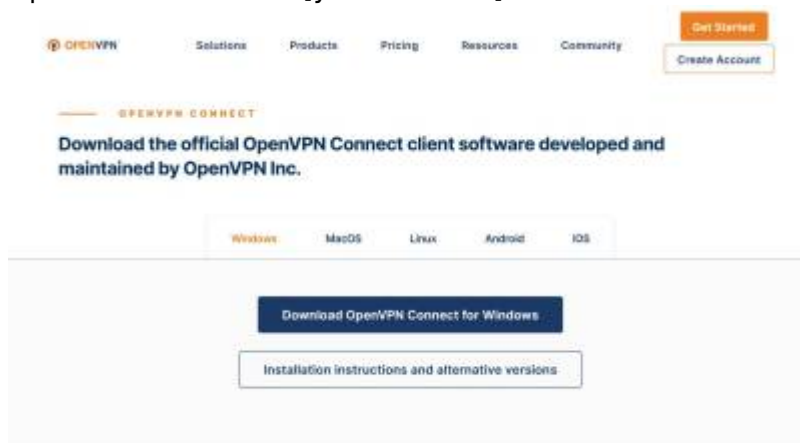 Get Started
OPENVPN Solutions Products Pricing Resources Community
Create Account
OPENVPN CONNECT
Download the official OpenVPN Connect client software developed and
maintained by OpenVPN Inc.
Windows MacOS Linux Android iOS
Download OpenVPN Connect for Windows
Installation instructions and alternative versions